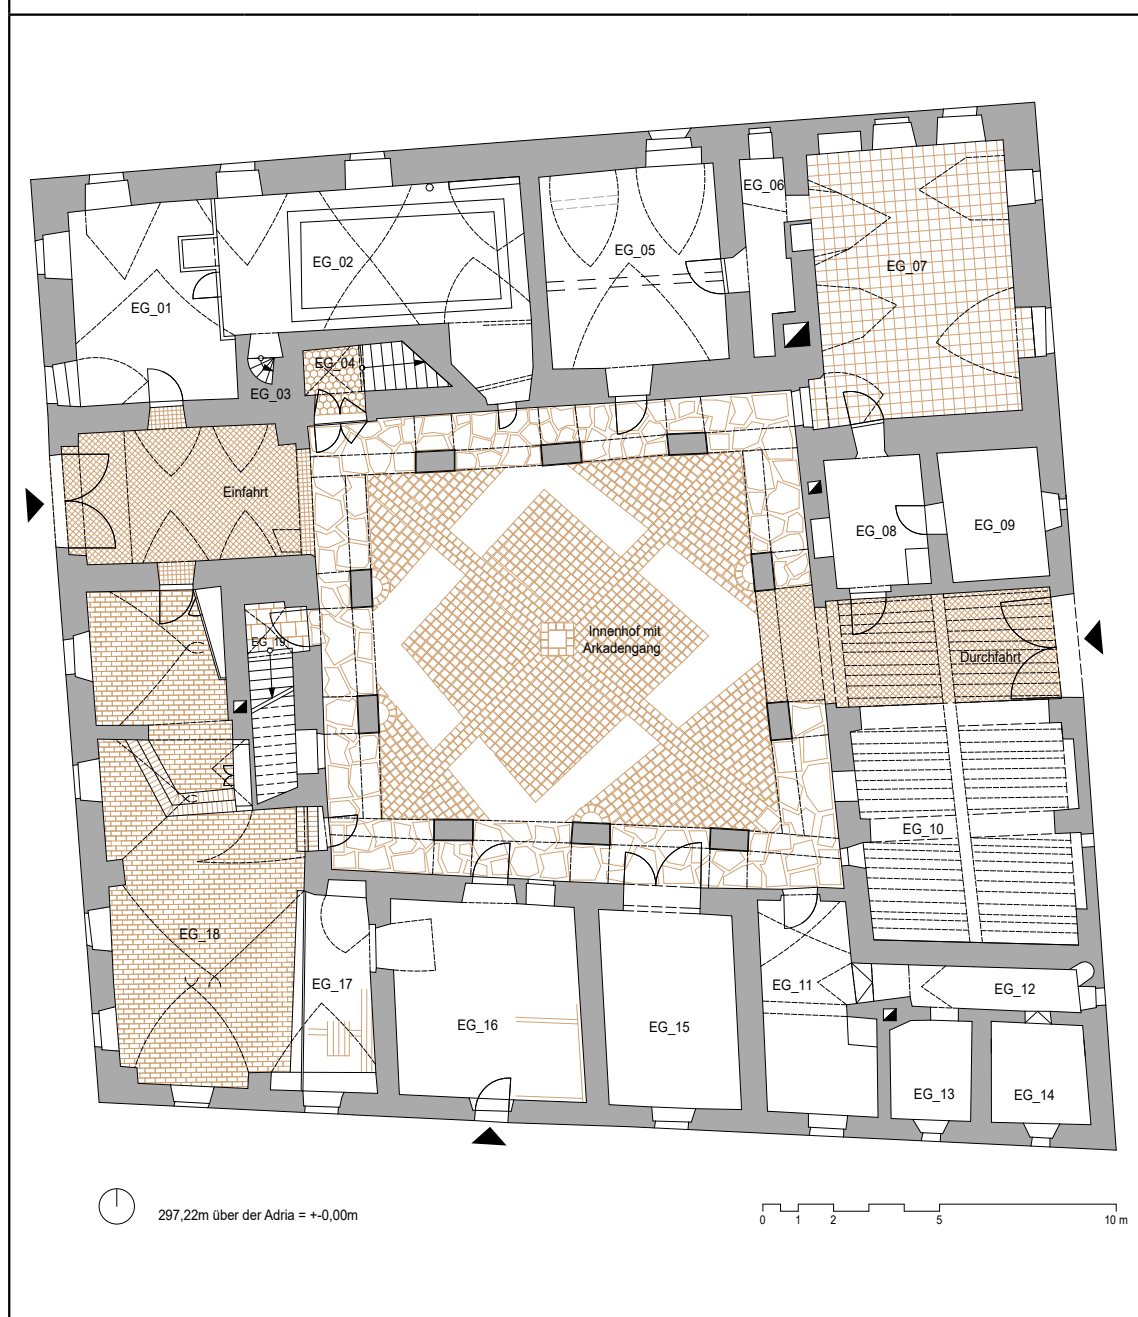 EG_06
EG_05
EG_02
EG_07
EG_01
EG_04
EG_03
Einfahrt
EG_08
EG_09
Innenhof mit
Arkadengang
EG_19
Durchfahrt
EG_10
EG_18
EG_17
EG_11
EG_12
EG_16
EG_15
EG_13
EG_14
297,22m über der Adria = +-0,00m
0 1 2 5 10 m